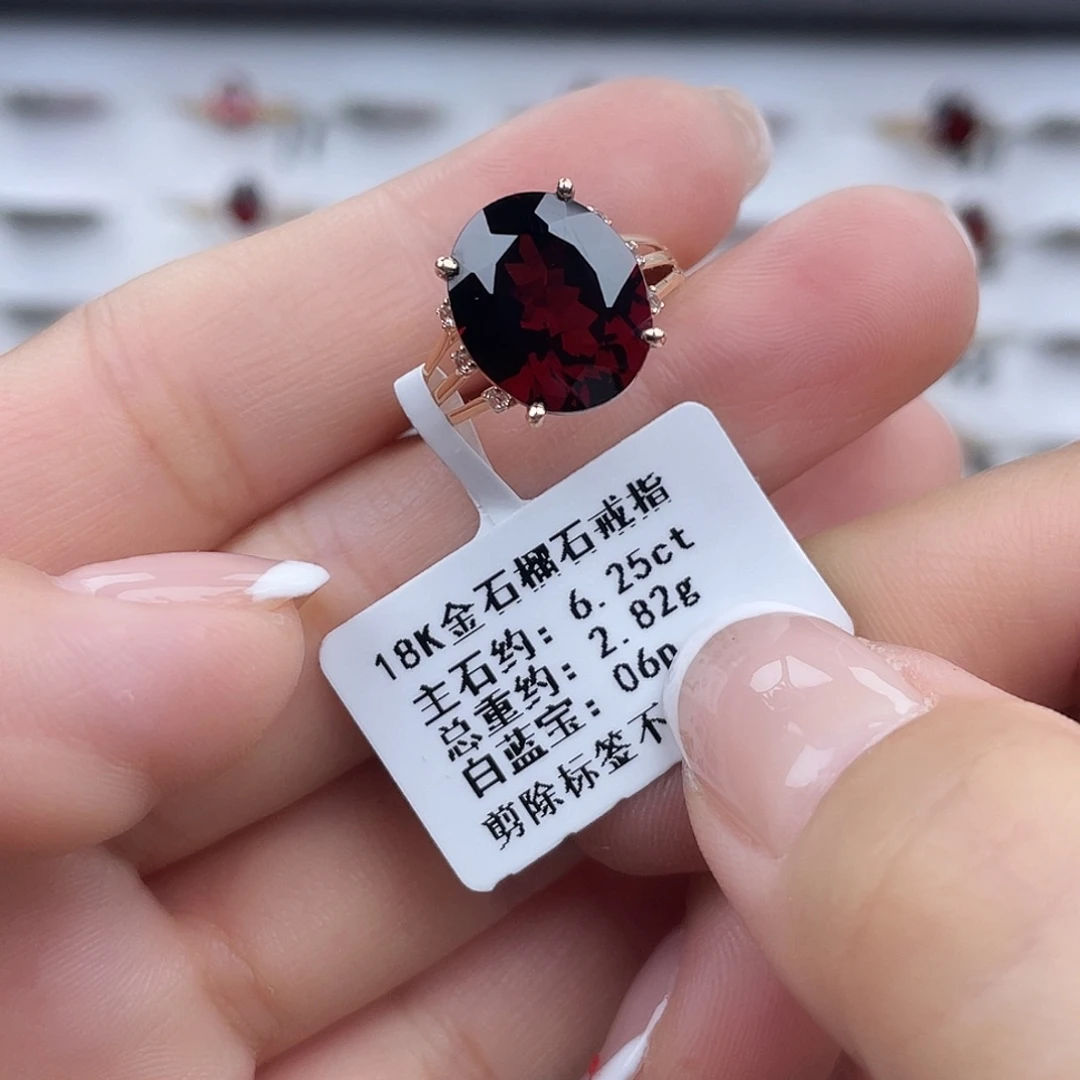 18K金石榴石戒指
主石约: 6.25ct
总重约: 2.82g
白蓝宝: 06p
剪除标签不